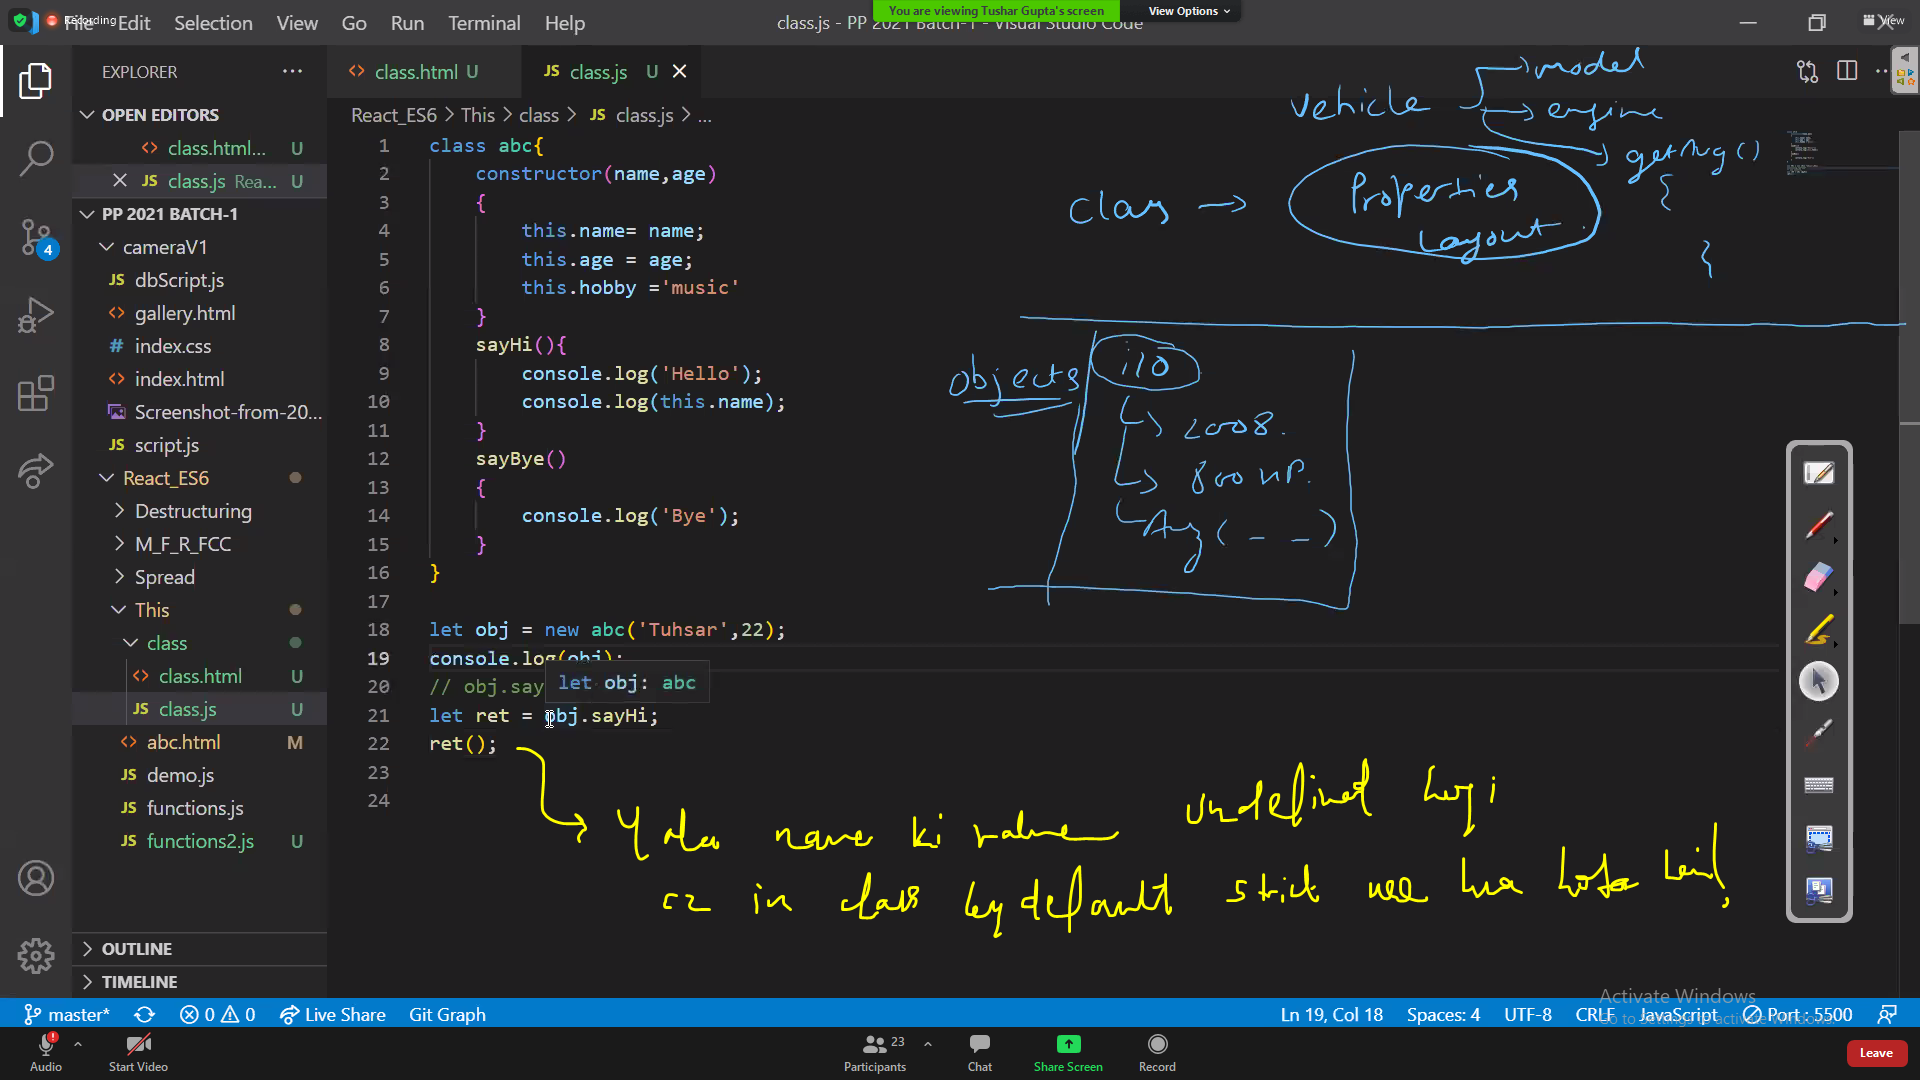 Recording
File Edit Selection View Go Run Terminal Help
You are viewing Tushar Gupta's screen
View Options
class.js - PP 2021 Batch-1 - Visual Studio Code
View
EXPLORER
OPEN EDITORS
class.html... U
class.js Rea... U
PP 2021 BATCH-1
cameraV1
dbScript.js
gallery.html
index.css
index.html
Screenshot-from-20...
script.js
React_ES6
Destructuring
M_F_R_FCC
Spread
This
class
class.html U
class.js U
abc.html M
demo.js
functions.js
functions2.js U
OUTLINE
TIMELINE
4
class.html U
class.js U
React_ES6 > This > class > JS class.js > ...
1 class abc{
2 constructor(name,age)
3 {
4 this.name= name;
5 this.age = age;
6 this.hobby ='music'
7 }
8 sayHi(){
9 console.log('Hello');
10 console.log(this.name);
11 }
12 sayBye()
13 {
14 console.log('Bye');
15 }
16 }
17
18 let obj = new abc('Tuhsar',22);
19 console.log(obj);
20 // obj.say
let obj: abc
21 let ret = obj.sayHi;
22 ret();
23
24
vehicle
model
engine
getAvg()
{
}
class → Properties
Layout
objects
i10
2008.
800 HP.
Avg ( - - )
name ki value undefined hogi
cz in class by default strict use hua hota hai
Activate Windows
Go to Settings to activate Windows.
master* 0 0 Live Share Git Graph
Ln 19, Col 18 Spaces: 4 UTF-8 CRLF JavaScript Port : 5500
Audio
Start Video
Participants 23
Chat
Share Screen
Record
Leave